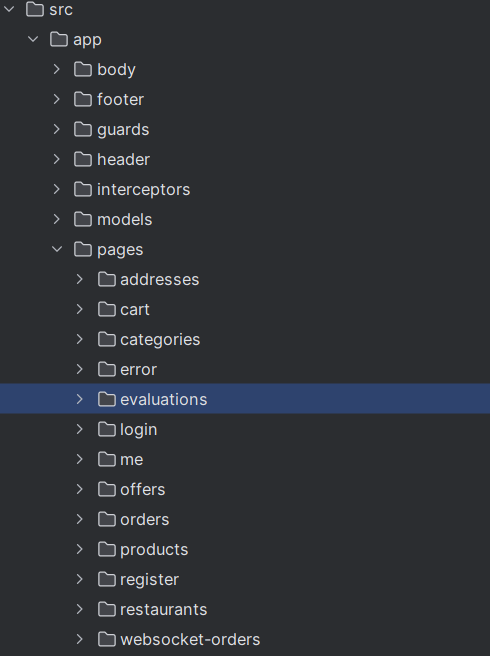 src
app
body
footer
guards
header
interceptors
models
pages
addresses
cart
categories
error
evaluations
login
me
offers
orders
products
register
restaurants
websocket-orders